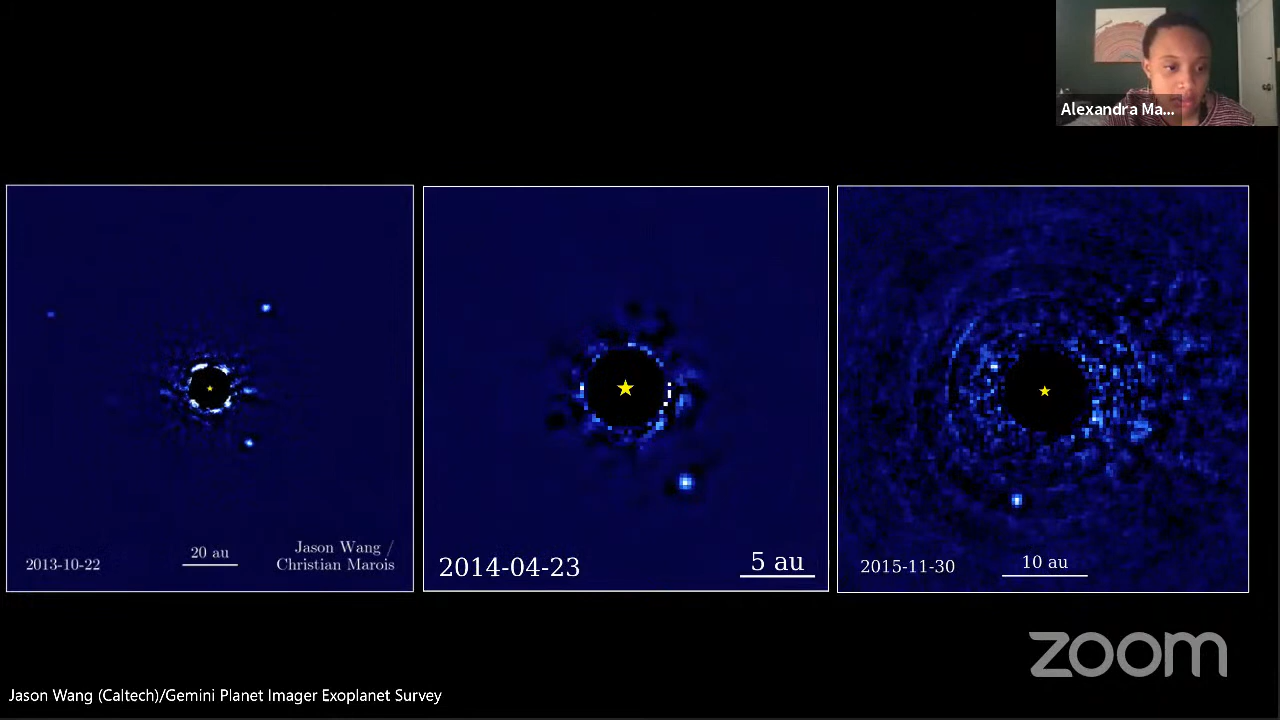 Alexandra Ma...
2013-10-22
20 au
Jason Wang /
Christian Marois
2014-04-23
5 au
2015-11-30
10 au
zoom
Jason Wang (Caltech)/Gemini Planet Imager Exoplanet Survey